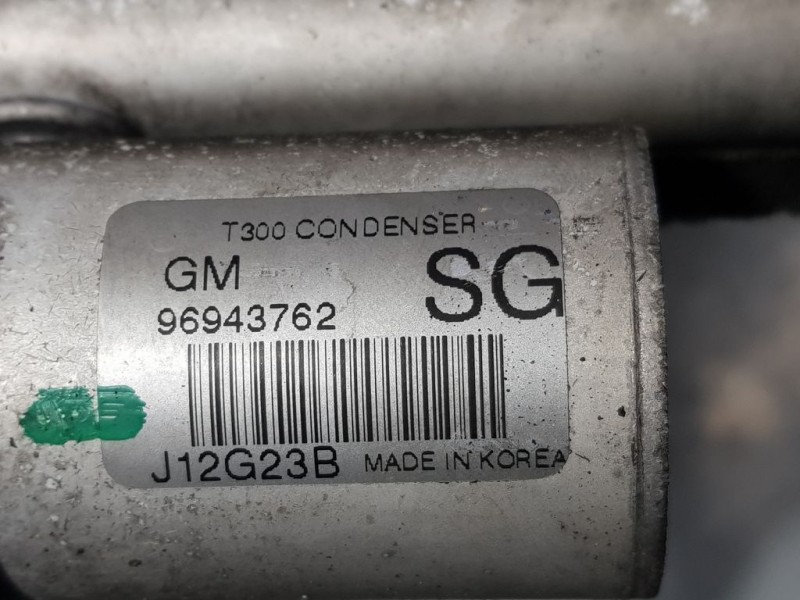 T300 CONDENSER
GM SG
96943762
J12G23B MADE IN KOREA